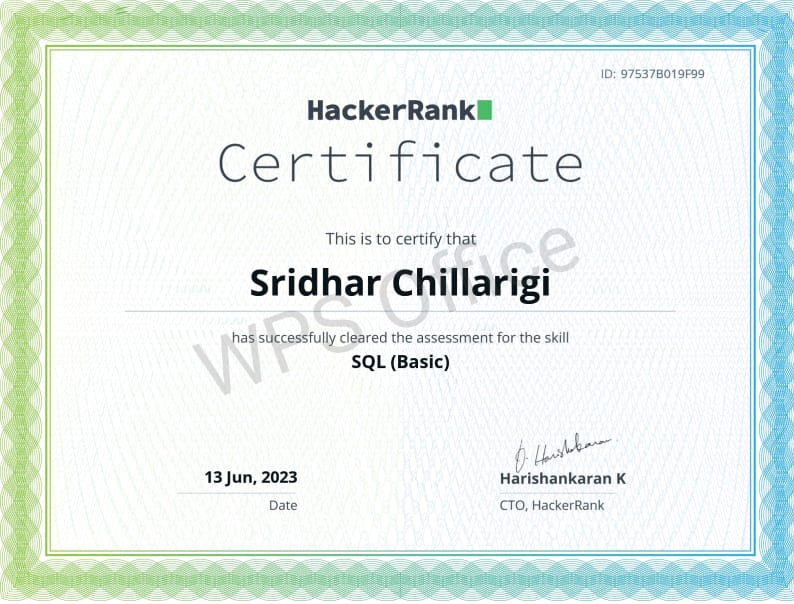 ID: 97537B019F99
HackerRank
Certificate
This is to certify that
Sridhar Chillarigi
WPS Office
has successfully cleared the assessment for the skill
SQL (Basic)
13 Jun, 2023
Date
Harishankaran K
CTO, HackerRank